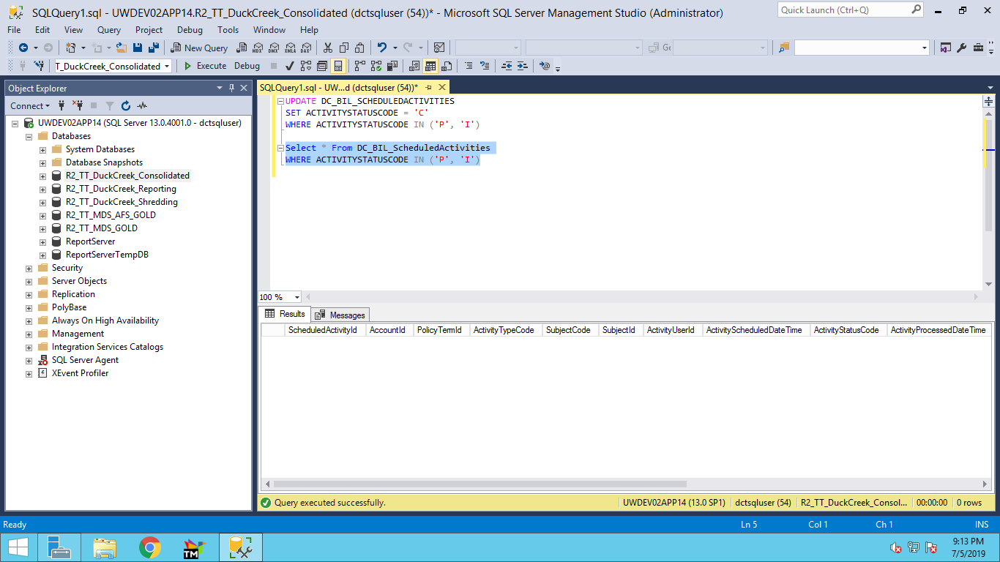 SQLQuery1.sql - UWDEV02APP14.R2_TT_DuckCreek_Consolidated (dctsqluser (54))* - Microsoft SQL Server Management Studio (Administrator)
Quick Launch (Ctrl+Q)
File Edit View Query Project Debug Tools Window Help
New Query MDX DMX XMLA DAX Ge
T_DuckCreek_Consolidated Execute Debug
Object Explorer
SQLQuery1.sql - UW...d (dctsqluser (54))*
Connect
UWDEV02APP14 (SQL Server 13.0.4001.0 - dctsqluser)
Databases
System Databases
Database Snapshots
R2_TT_DuckCreek_Consolidated
R2_TT_DuckCreek_Reporting
R2_TT_DuckCreek_Shredding
R2_TT_MDS_AFS_GOLD
R2_TT_MDS_GOLD
ReportServer
ReportServerTempDB
Security
Server Objects
Replication
PolyBase
Always On High Availability
Management
Integration Services Catalogs
SQL Server Agent
XEvent Profiler
UPDATE DC_BIL_SCHEDULEDACTIVITIES
SET ACTIVITYSTATUSCODE = 'C'
WHERE ACTIVITYSTATUSCODE IN ('P', 'I')
Select * From DC_BIL_ScheduledActivities
WHERE ACTIVITYSTATUSCODE IN ('P', 'I')
100 %
Results Messages
ScheduledActivityId AccountId PolicyTermId ActivityTypeCode SubjectCode SubjectId ActivityUserId ActivityScheduledDateTime ActivityStatusCode ActivityProcessedDateTime
Query executed successfully. UWDEV02APP14 (13.0 SP1) dctsqluser (54) R2_TT_DuckCreek_Consol... 00:00:00 0 rows
Ready Ln 5 Col 1 Ch 1 INS
TM
9:13 PM
7/5/2019